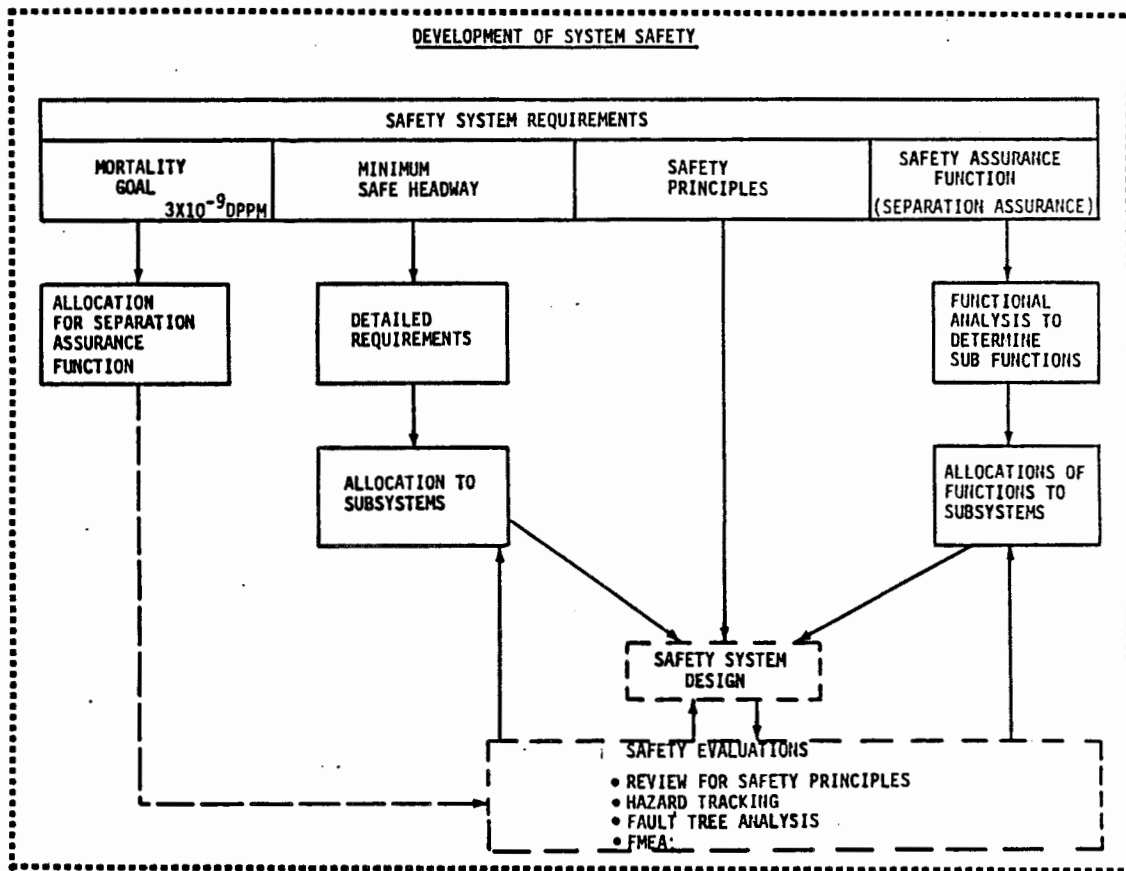 DEVELOPMENT OF SYSTEM SAFETY
SAFETY SYSTEM REQUIREMENTS
MORTALITY
GOAL
3X10⁻⁹DPPM
MINIMUM
SAFE HEADWAY
SAFETY
PRINCIPLES
SAFETY ASSURANCE
FUNCTION
(SEPARATION ASSURANCE)
ALLOCATION
FOR SEPARATION
ASSURANCE
FUNCTION
DETAILED
REQUIREMENTS
FUNCTIONAL
ANALYSIS TO
DETERMINE
SUB FUNCTIONS
ALLOCATION TO
SUBSYSTEMS
ALLOCATIONS OF
FUNCTIONS TO
SUBSYSTEMS
SAFETY SYSTEM
DESIGN
SAFETY EVALUATIONS
• REVIEW FOR SAFETY PRINCIPLES
• HAZARD TRACKING
• FAULT TREE ANALYSIS
• FMEA: